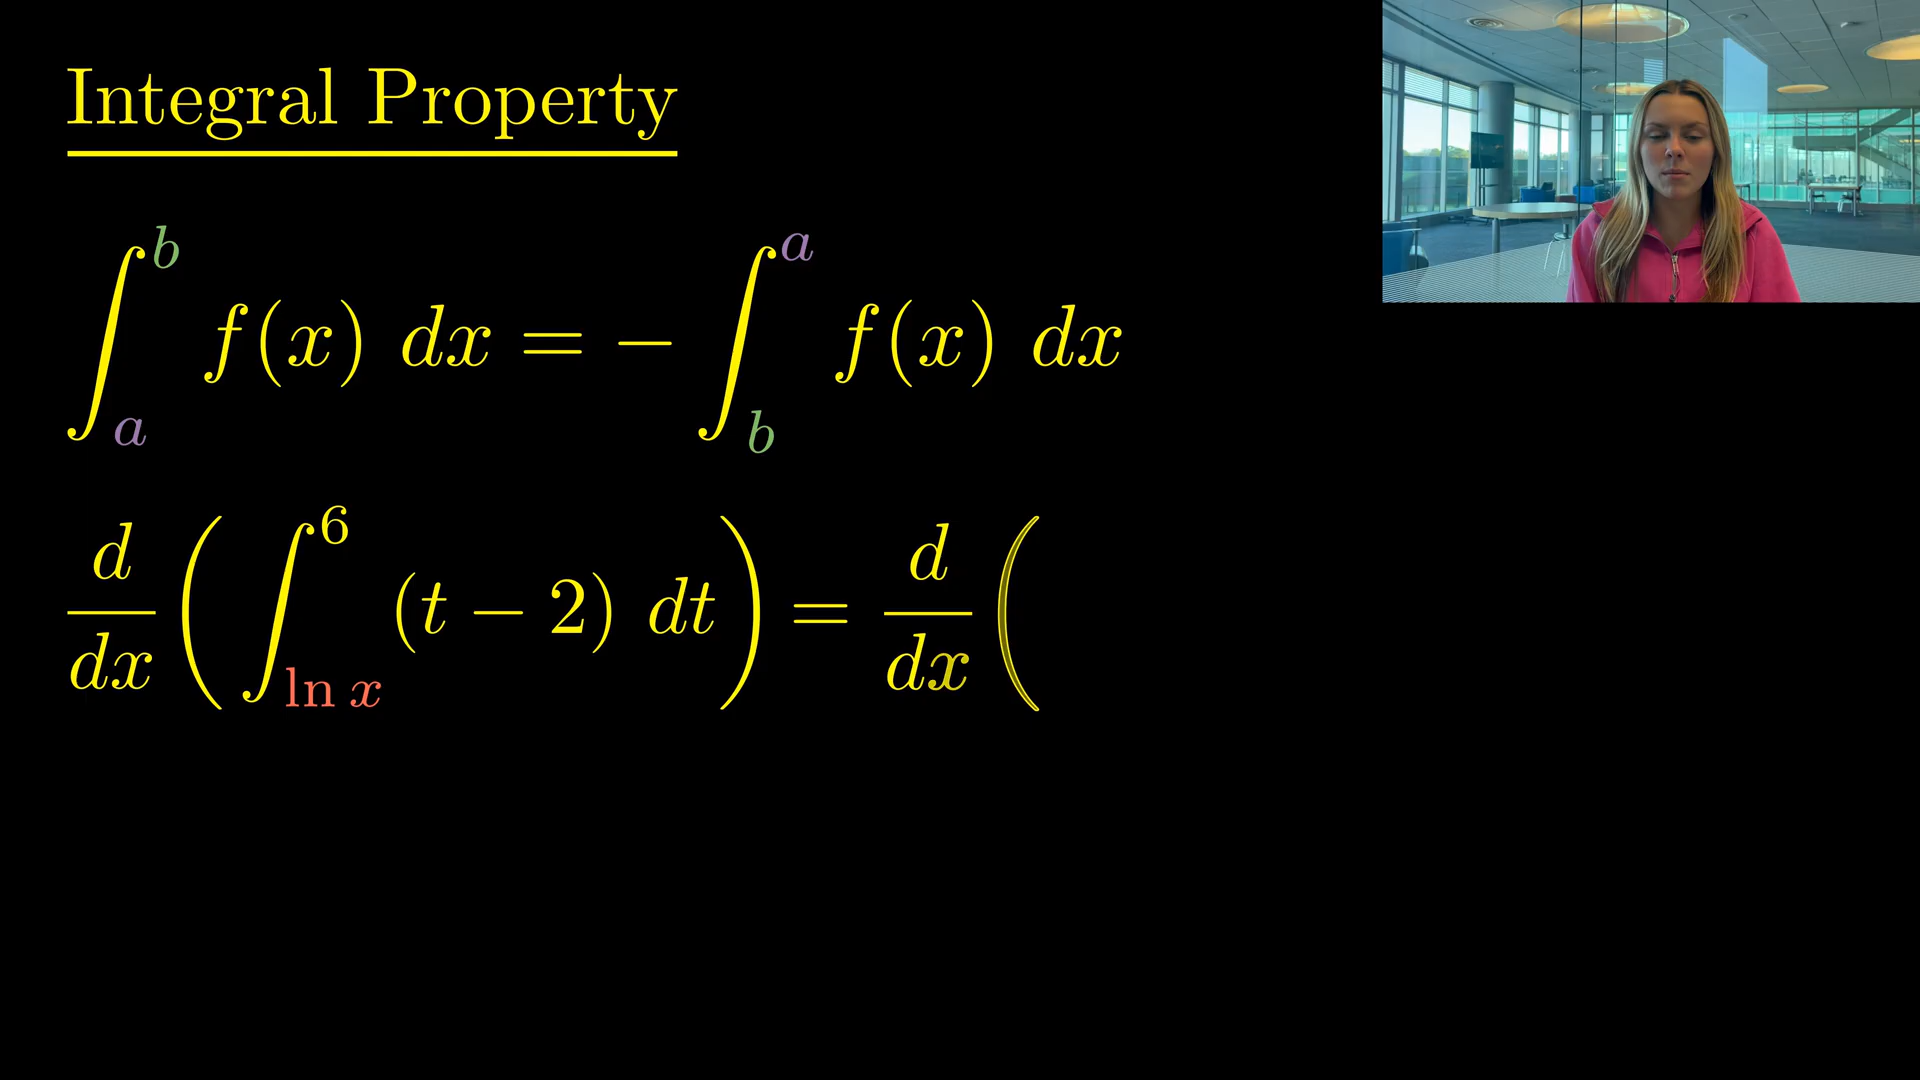 Integral Property
∫_a^b f(x) dx = −∫_b^a f(x) dx
d/dx (∫_{ln x}^6 (t − 2) dt) = d/dx (